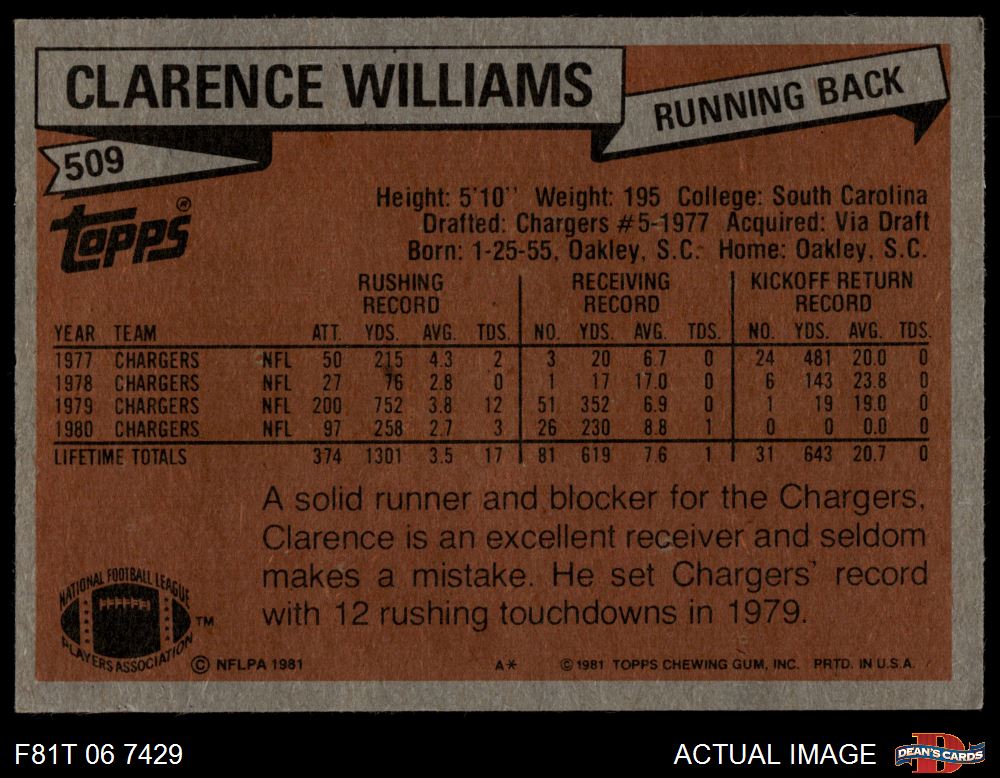 CLARENCE WILLIAMS
RUNNING BACK
509
TOPPS ®
Height: 5'10" Weight: 195 College: South Carolina
Drafted: Chargers #5-1977 Acquired: Via Draft
Born: 1-25-55, Oakley, S.C. Home: Oakley, S.C.
RUSHING RECORD RECEIVING RECORD KICKOFF RETURN RECORD
YEAR TEAM ATT. YDS. AVG. TDS. NO. YDS. AVG. TDS. NO. YDS. AVG. TDS.
1977 CHARGERS NFL 50 215 4.3 2 3 20 6.7 0 24 481 20.0 0
1978 CHARGERS NFL 27 76 2.8 0 1 17 17.0 0 6 143 23.8 0
1979 CHARGERS NFL 200 752 3.8 12 51 352 6.9 0 1 19 19.0 0
1980 CHARGERS NFL 97 258 2.7 3 26 230 8.8 1 0 0 0.0 0
LIFETIME TOTALS 374 1301 3.5 17 81 619 7.6 1 31 643 20.7 0
A solid runner and blocker for the Chargers,
Clarence is an excellent receiver and seldom
makes a mistake. He set Chargers' record
with 12 rushing touchdowns in 1979.
NATIONAL FOOTBALL LEAGUE
PLAYERS ASSOCIATION
TM
© NFLPA 1981 A* © 1981 TOPPS CHEWING GUM, INC. PRTD. IN U.S.A.
F81T 06 7429 ACTUAL IMAGE DEAN'S CARDS